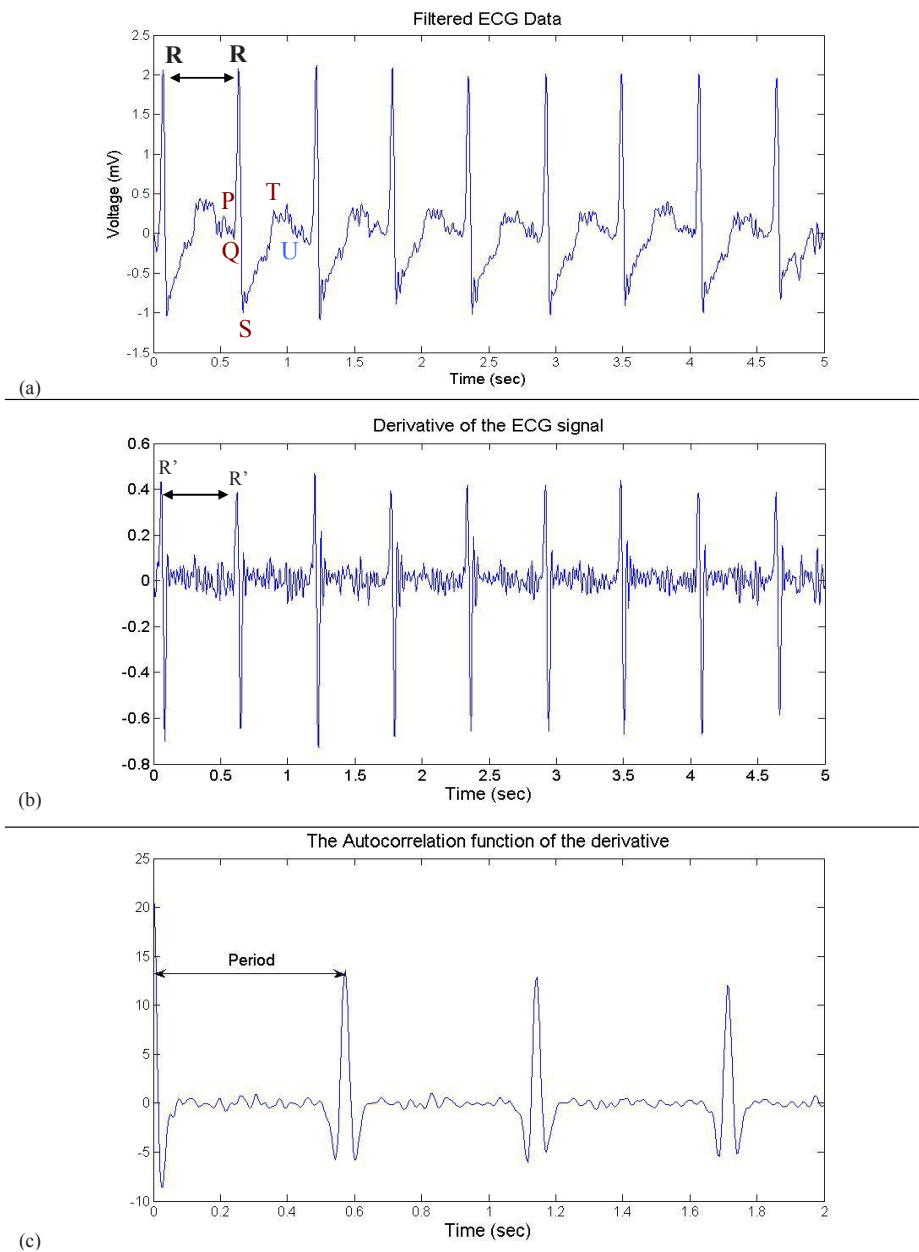 Filtered ECG Data
2.5
2
1.5
1
0.5
0
-0.5
-1
-1.5
Voltage (mV)
R R
P T
Q U
S
0 0.5 1 1.5 2 2.5 3 3.5 4 4.5 5
Time (sec)
(a)
Derivative of the ECG signal
0.6
0.4
0.2
0
-0.2
-0.4
-0.6
-0.8
R’ R’
0 0.5 1 1.5 2 2.5 3 3.5 4 4.5 5
Time (sec)
(b)
The Autocorrelation function of the derivative
25
20
15
10
5
0
-5
-10
Period
0 0.2 0.4 0.6 0.8 1 1.2 1.4 1.6 1.8 2
Time (sec)
(c)